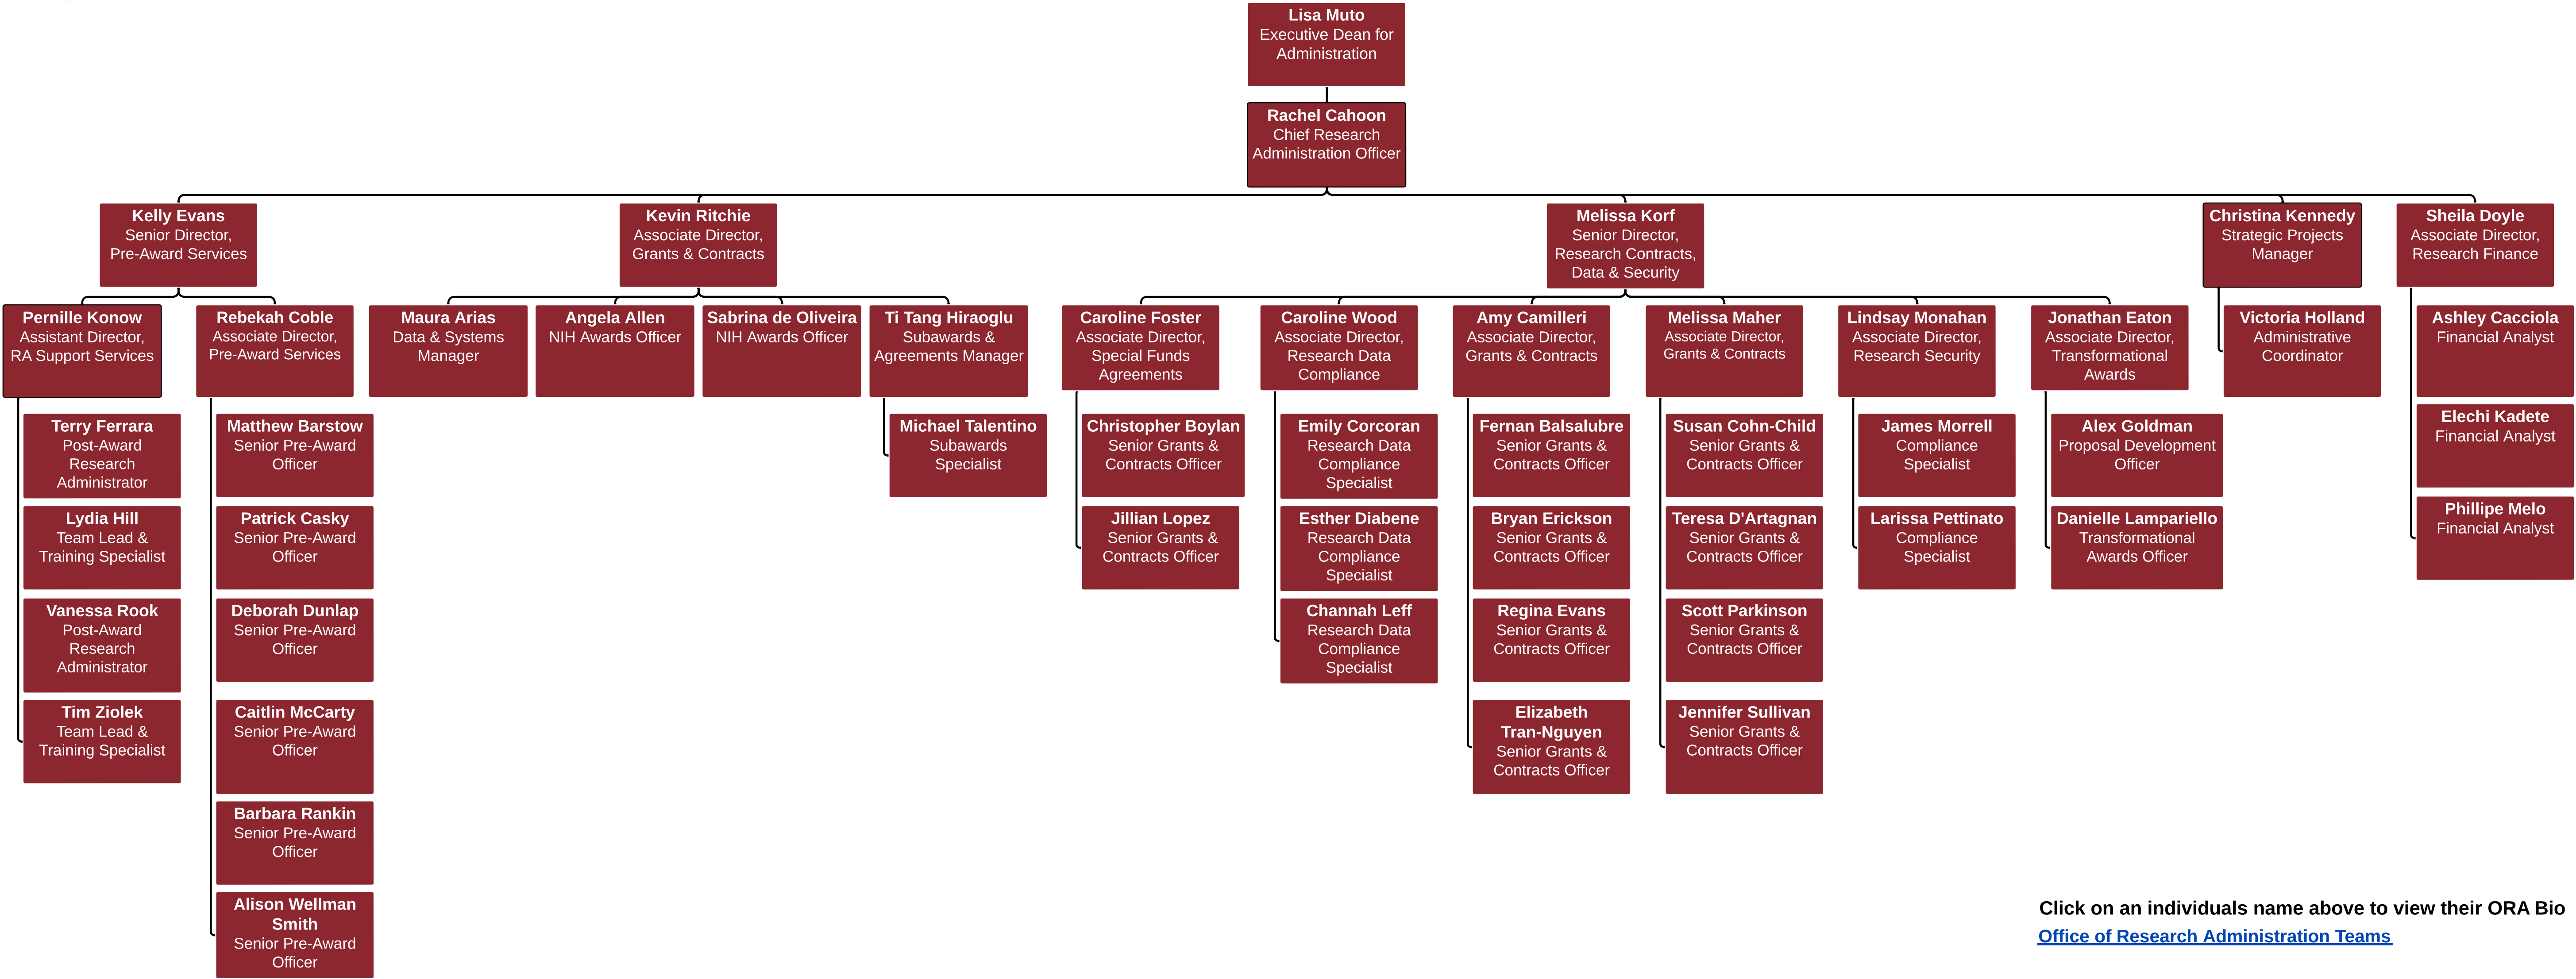 Lisa Muto
Executive Dean for
Administration
Rachel Cahoon
Chief Research
Administration Officer
Kelly Evans
Senior Director,
Pre-Award Services
Kevin Ritchie
Associate Director,
Grants & Contracts
Melissa Korf
Senior Director,
Research Contracts,
Data & Security
Christina Kennedy
Strategic Projects
Manager
Sheila Doyle
Associate Director,
Research Finance
Pernille Konow
Assistant Director,
RA Support Services
Rebekah Coble
Associate Director,
Pre-Award Services
Maura Arias
Data & Systems
Manager
Angela Allen
NIH Awards Officer
Sabrina de Oliveira
NIH Awards Officer
Ti Tang Hiraoglu
Subawards &
Agreements Manager
Caroline Foster
Associate Director,
Special Funds
Agreements
Caroline Wood
Associate Director,
Research Data
Compliance
Amy Camilleri
Associate Director,
Grants & Contracts
Melissa Maher
Associate Director,
Grants & Contracts
Lindsay Monahan
Associate Director,
Research Security
Jonathan Eaton
Associate Director,
Transformational
Awards
Victoria Holland
Administrative
Coordinator
Ashley Cacciola
Financial Analyst
Terry Ferrara
Post-Award
Research
Administrator
Lydia Hill
Team Lead &
Training Specialist
Vanessa Rook
Post-Award
Research
Administrator
Tim Ziolek
Team Lead &
Training Specialist
Matthew Barstow
Senior Pre-Award
Officer
Patrick Casky
Senior Pre-Award
Officer
Deborah Dunlap
Senior Pre-Award
Officer
Caitlin McCarty
Senior Pre-Award
Officer
Barbara Rankin
Senior Pre-Award
Officer
Alison Wellman
Smith
Senior Pre-Award
Officer
Michael Talentino
Subawards
Specialist
Christopher Boylan
Senior Grants &
Contracts Officer
Jillian Lopez
Senior Grants &
Contracts Officer
Emily Corcoran
Research Data
Compliance
Specialist
Esther Diabene
Research Data
Compliance
Specialist
Channah Leff
Research Data
Compliance
Specialist
Fernan Balsalubre
Senior Grants &
Contracts Officer
Bryan Erickson
Senior Grants &
Contracts Officer
Regina Evans
Senior Grants &
Contracts Officer
Elizabeth
Tran-Nguyen
Senior Grants &
Contracts Officer
Susan Cohn-Child
Senior Grants &
Contracts Officer
Teresa D'Artagnan
Senior Grants &
Contracts Officer
Scott Parkinson
Senior Grants &
Contracts Officer
Jennifer Sullivan
Senior Grants &
Contracts Officer
James Morrell
Compliance
Specialist
Larissa Pettinato
Compliance
Specialist
Alex Goldman
Proposal Development
Officer
Danielle Lampariello
Transformational
Awards Officer
Elechi Kadete
Financial Analyst
Phillipe Melo
Financial Analyst
Click on an individuals name above to view their ORA Bio
Office of Research Administration Teams